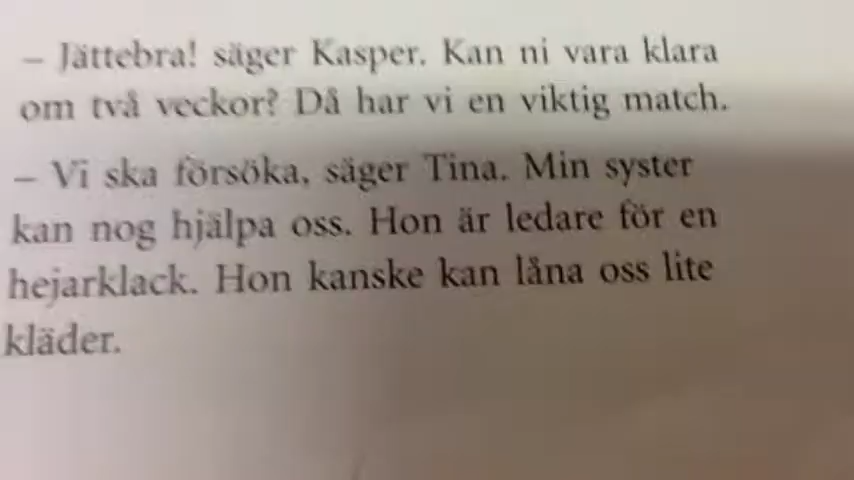 – Jättebra! säger Kasper. Kan ni vara klara
om två veckor? Då har vi en viktig match.
– Vi ska försöka, säger Tina. Min syster
kan nog hjälpa oss. Hon är ledare för en
hejarklack. Hon kanske kan låna oss lite
kläder.